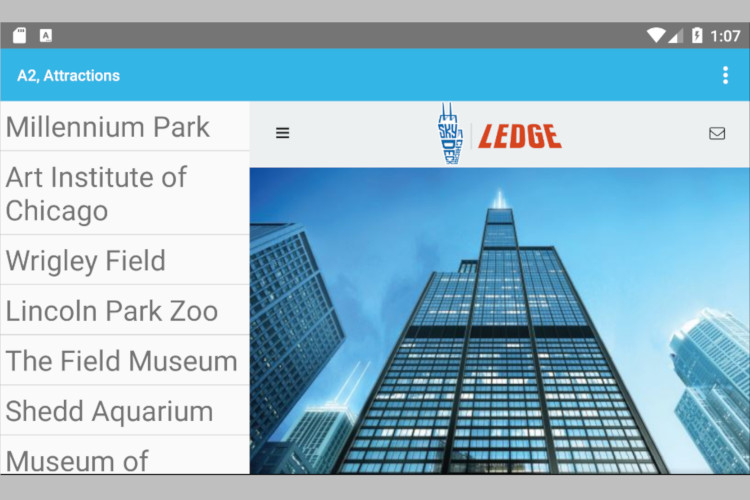 1:07
A2, Attractions
Millennium Park
Art Institute of
Chicago
Wrigley Field
Lincoln Park Zoo
The Field Museum
Shedd Aquarium
Museum of
SKY
DECK
LEDGE